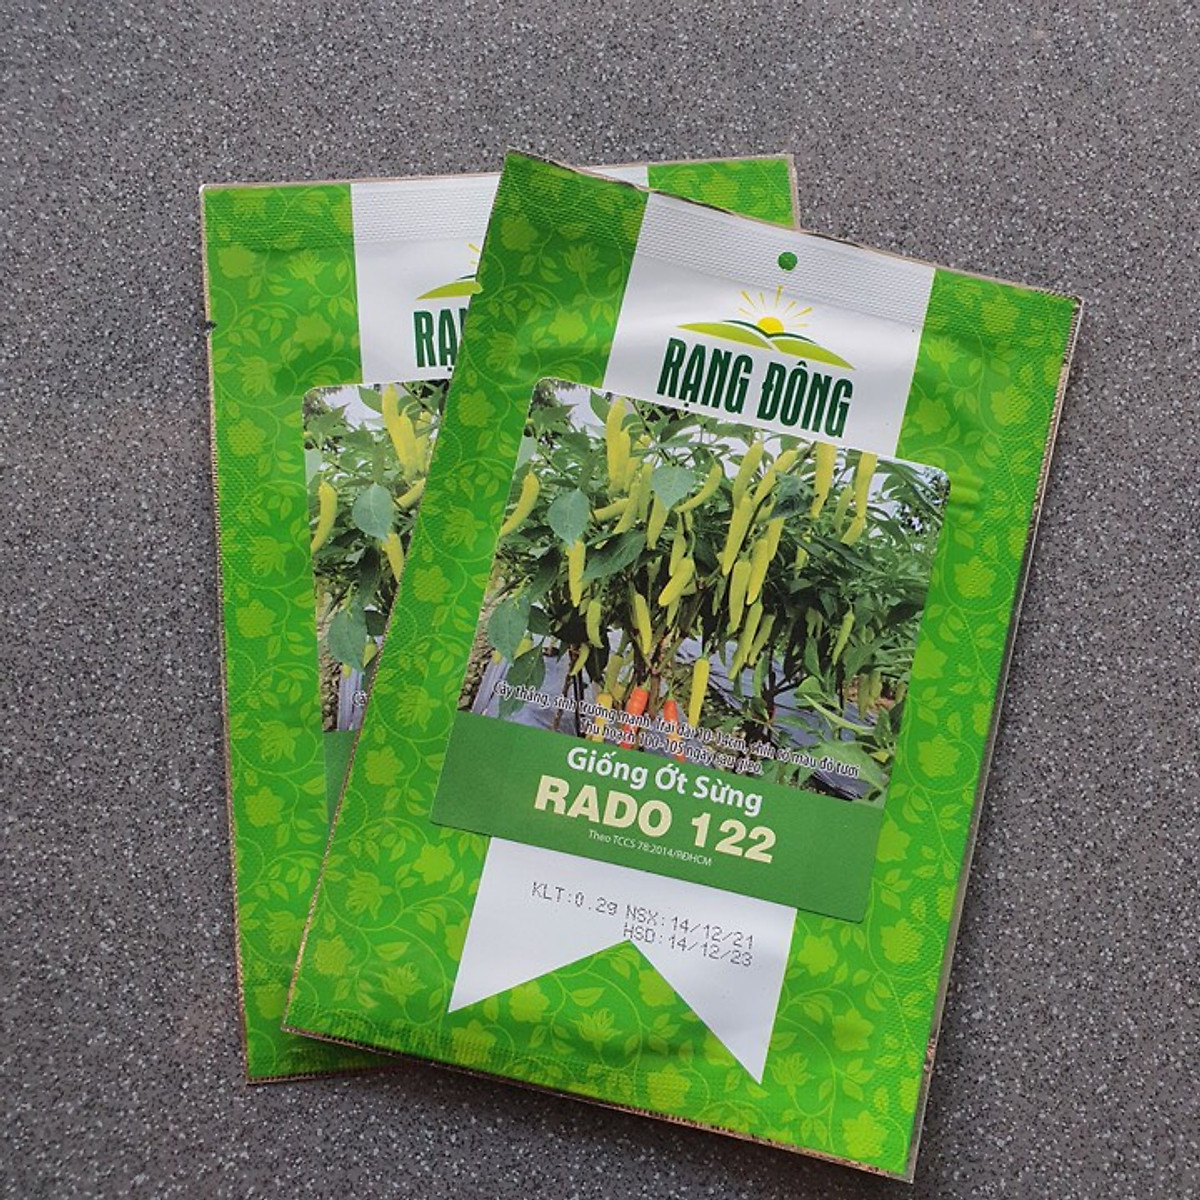 RẠNG ĐÔNG
Cây thẳng, sinh trưởng mạnh, trái dài 10-14cm, chín có màu đỏ tươi
Thu hoạch 100-105 ngày sau gieo.
Giống Ớt Sừng
RADO 122
Theo TCCS 78:2014/RĐHCM
KLT:0.2g NSX:14/12/21
HSD:14/12/23
RẠ
Câ